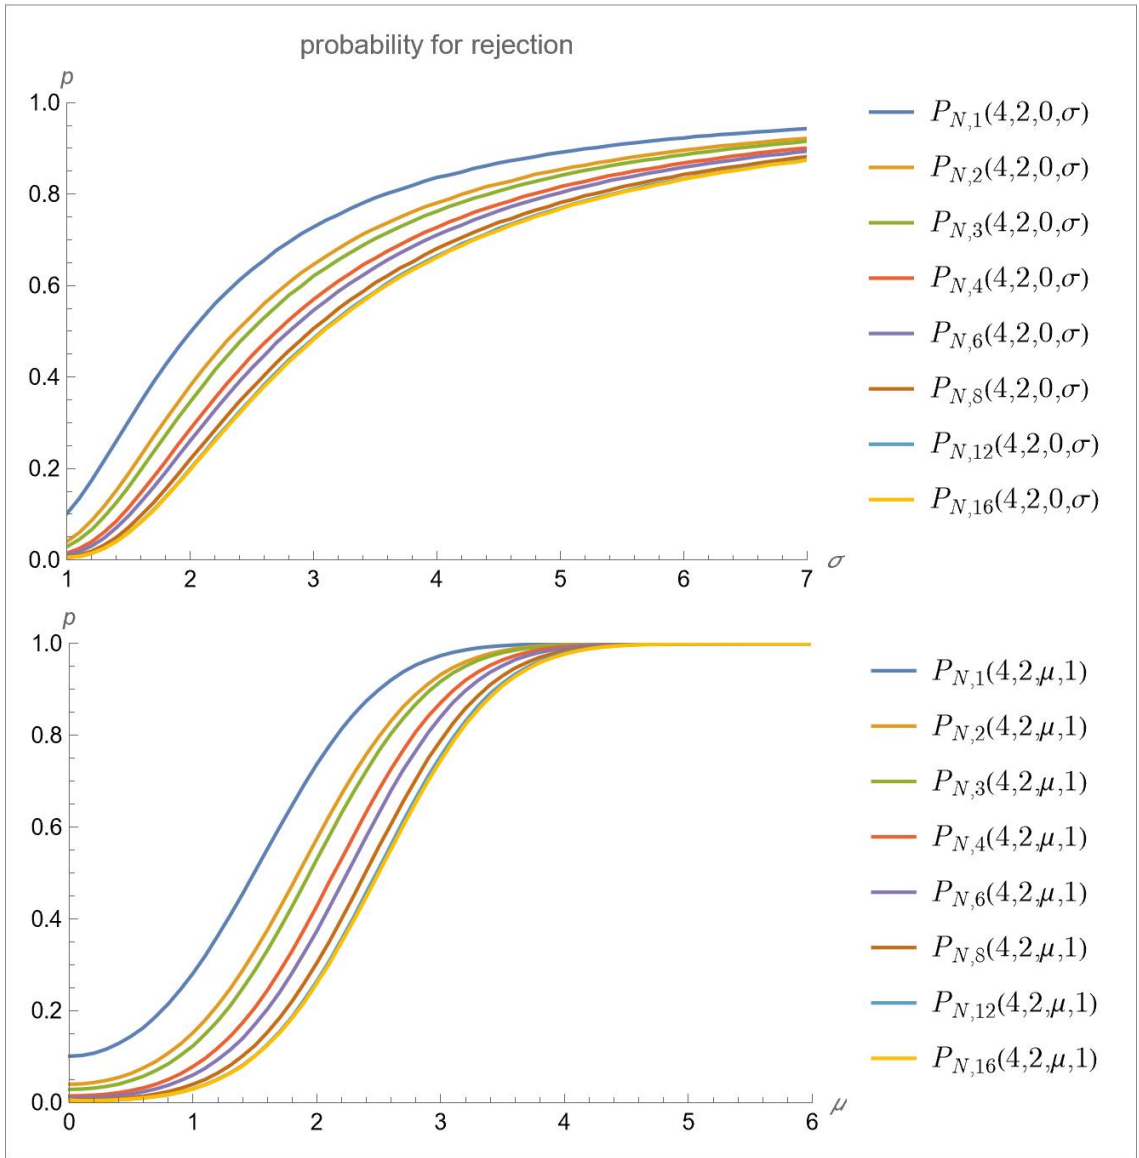 probability for rejection
p
1.0
0.8
0.6
0.4
0.2
0.0
1 2 3 4 5 6 7 σ
P_{N,1}(4,2,0,σ)
P_{N,2}(4,2,0,σ)
P_{N,3}(4,2,0,σ)
P_{N,4}(4,2,0,σ)
P_{N,6}(4,2,0,σ)
P_{N,8}(4,2,0,σ)
P_{N,12}(4,2,0,σ)
P_{N,16}(4,2,0,σ)
p
1.0
0.8
0.6
0.4
0.2
0.0
0 1 2 3 4 5 6 μ
P_{N,1}(4,2,μ,1)
P_{N,2}(4,2,μ,1)
P_{N,3}(4,2,μ,1)
P_{N,4}(4,2,μ,1)
P_{N,6}(4,2,μ,1)
P_{N,8}(4,2,μ,1)
P_{N,12}(4,2,μ,1)
P_{N,16}(4,2,μ,1)